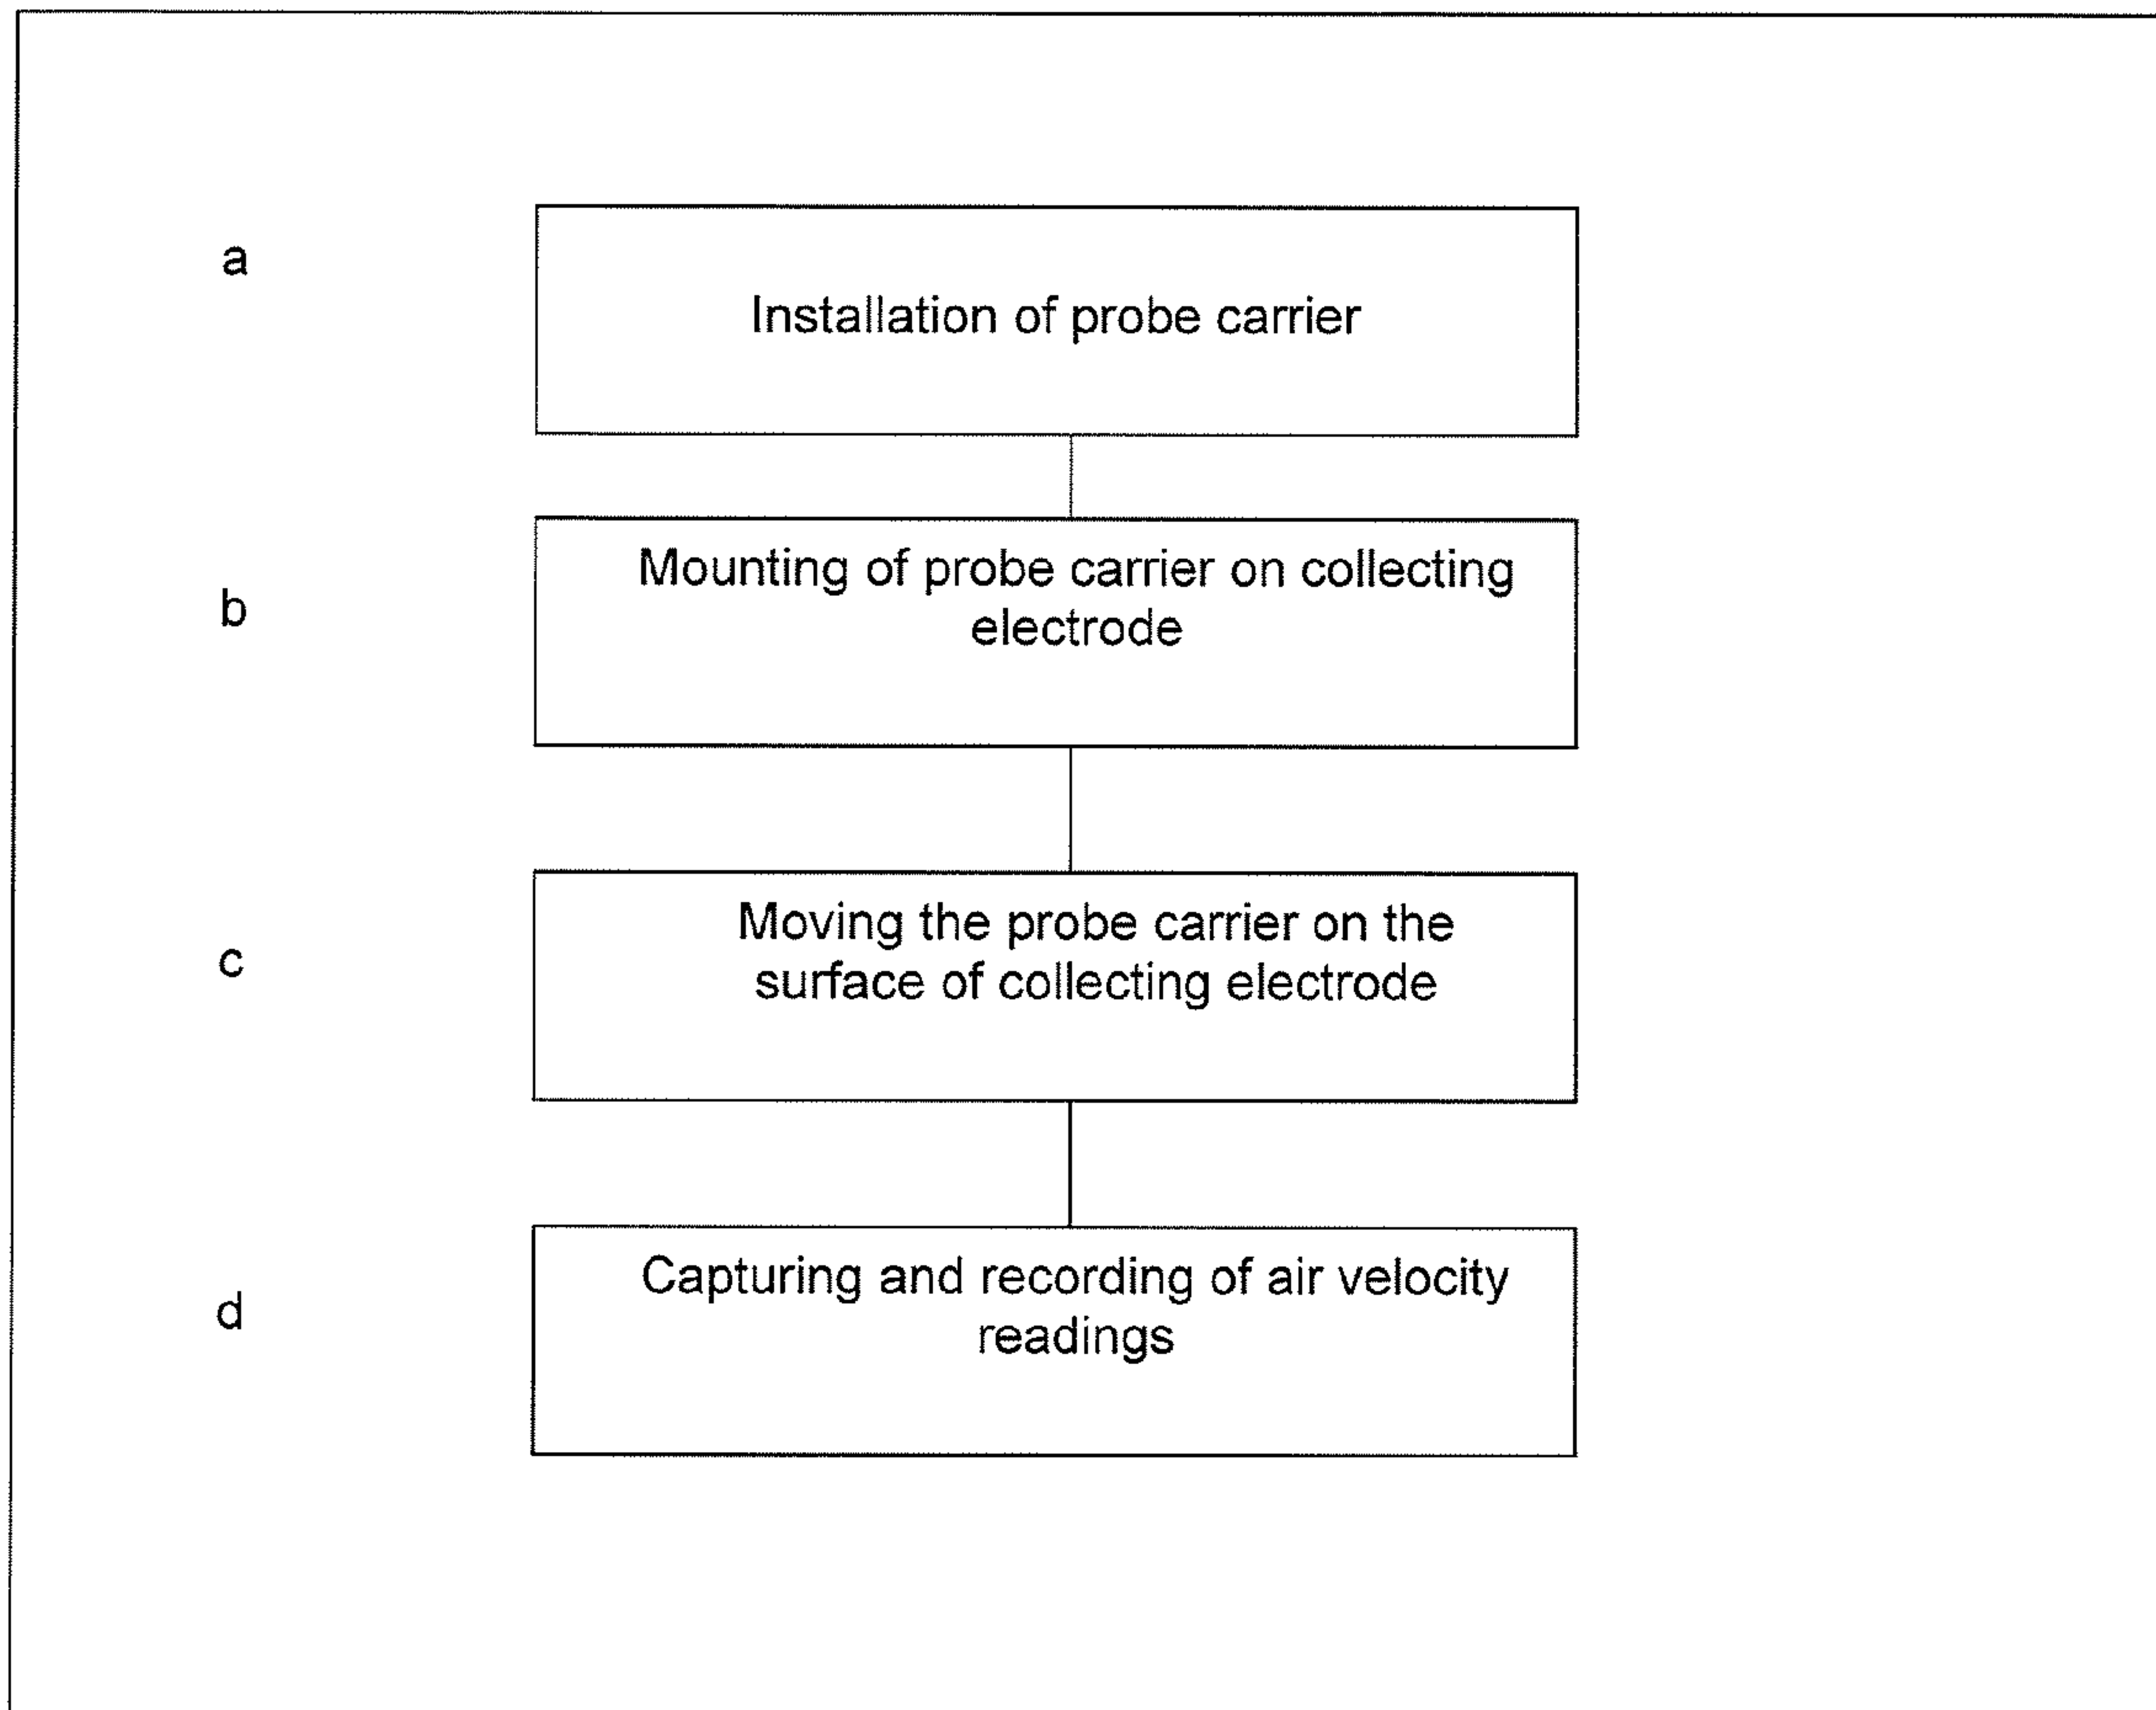 a
Installation of probe carrier
b
Mounting of probe carrier on collecting
electrode
c
Moving the probe carrier on the
surface of collecting electrode
d
Capturing and recording of air velocity
readings